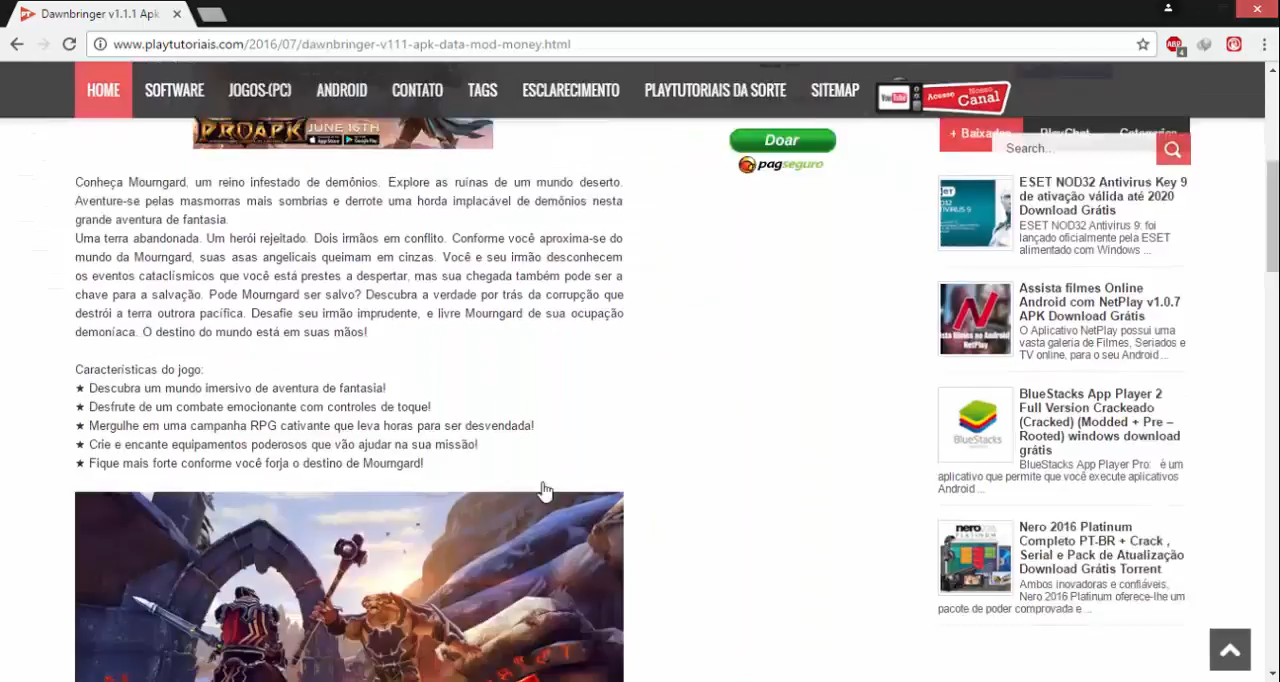 Dawnbringer v1.1.1 Apk
www.playtutoriais.com/2016/07/dawnbringer-v111-apk-data-mod-money.html
HOME SOFTWARE JOGOS-(PC) ANDROID CONTATO TAGS ESCLARECIMENTO PLAYTUTORIAIS DA SORTE SITEMAP
YouTube Acesse Nosso Canal
PROAPK JUNE 16TH
Doar
pagseguro
+ Baixados PlayChat Categorias
Search...
Conheça Mourngard, um reino infestado de demônios. Explore as ruínas de um mundo deserto.
Aventure-se pelas masmorras mais sombrias e derrote uma horda implacável de demônios nesta
grande aventura de fantasia.
Uma terra abandonada. Um herói rejeitado. Dois irmãos em conflito. Conforme você aproxima-se do
mundo da Mourngard, suas asas angelicais queimam em cinzas. Você e seu irmão desconhecem
os eventos cataclísmicos que você está prestes a despertar, mas sua chegada também pode ser a
chave para a salvação. Pode Mourngard ser salvo? Descubra a verdade por trás da corrupção que
destrói a terra outrora pacífica. Desafie seu irmão imprudente, e livre Mourngard de sua ocupação
demoníaca. O destino do mundo está em suas mãos!
Características do jogo:
★ Descubra um mundo imersivo de aventura de fantasia!
★ Desfrute de um combate emocionante com controles de toque!
★ Mergulhe em uma campanha RPG cativante que leva horas para ser desvendada!
★ Crie e encante equipamentos poderosos que vão ajudar na sua missão!
★ Fique mais forte conforme você forja o destino de Mourngard!
ESET NOD32 Antivirus Key 9
de ativação válida até 2020
Download Grátis
ESET NOD32 Antivirus 9: foi
lançado oficialmente pela ESET
alimentado com Windows ...
Assista filmes Online
Android com NetPlay v1.0.7
APK Download Grátis
O Aplicativo NetPlay possui uma
vasta galeria de Filmes, Seriados e
TV online, para o seu Android ...
BlueStacks
BlueStacks App Player 2
Full Version Crackeado
(Cracked) (Modded + Pre –
Rooted) windows download
grátis
BlueStacks App Player Pro: é um
aplicativo que permite que você execute aplicativos
Android ...
nero
Nero 2016 Platinum
Completo PT-BR + Crack ,
Serial e Pack de Atualização
Download Grátis Torrent
Ambos inovadoras e confiáveis,
Nero 2016 Platinum oferece-lhe um
pacote de poder comprovada e ...